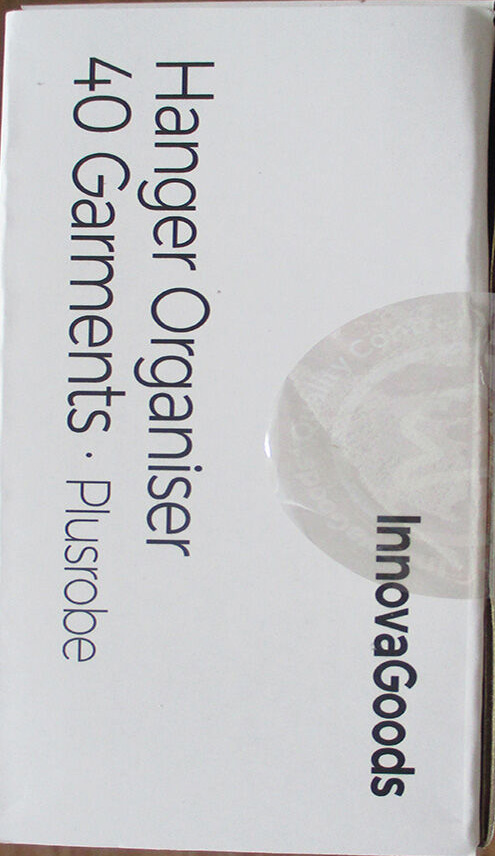 InnovaGoods
Hanger Organiser
40 Garments · Plusrobe